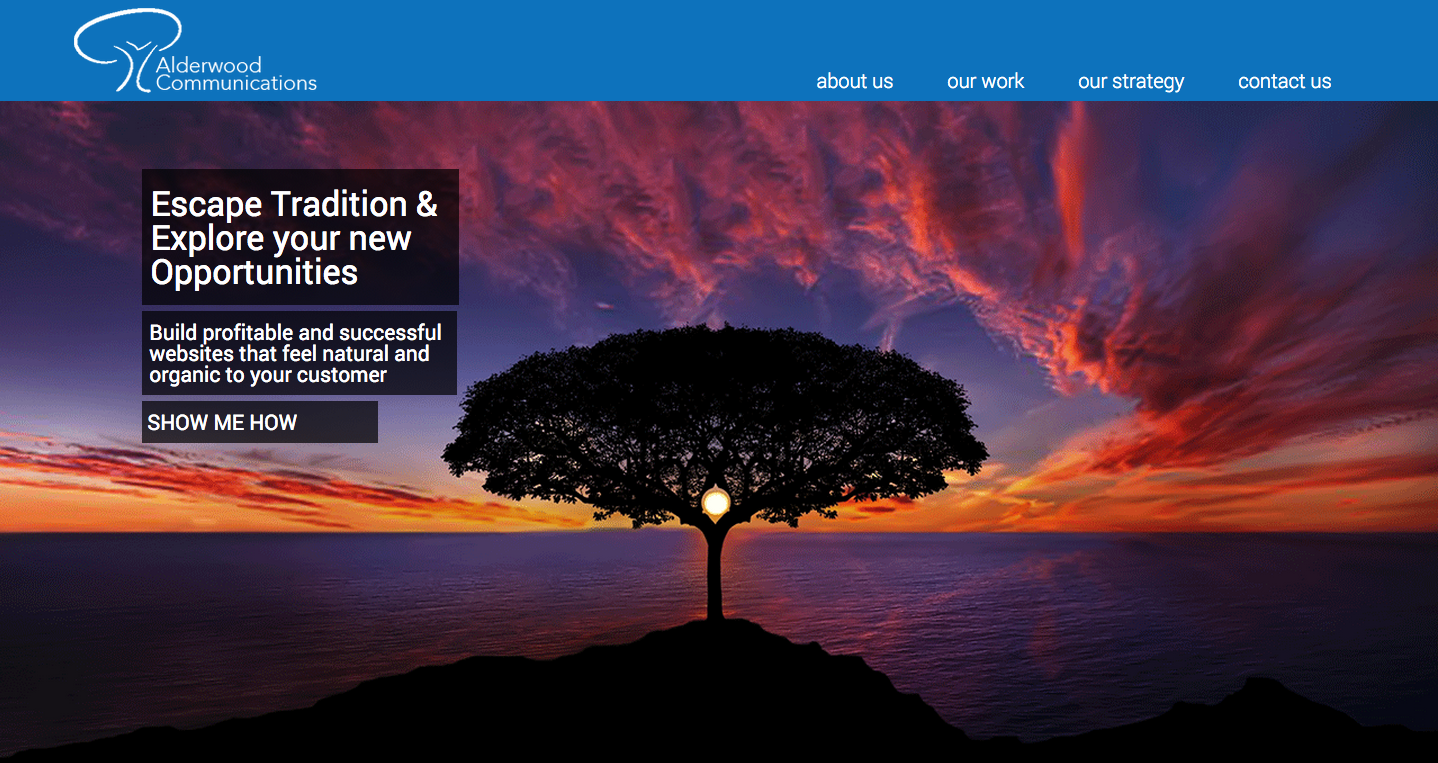 Alderwood
Communications
about us
our work
our strategy
contact us
Escape Tradition &
Explore your new
Opportunities
Build profitable and successful
websites that feel natural and
organic to your customer
SHOW ME HOW